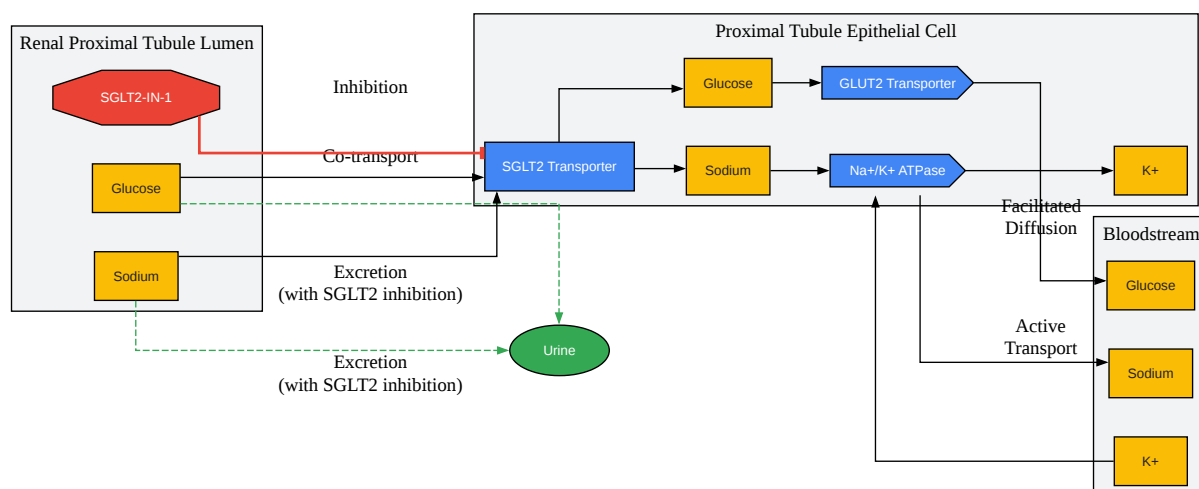 Renal Proximal Tubule Lumen
SGLT2-IN-1
Glucose
Sodium
Inhibition
Co-transport
Excretion
(with SGLT2 inhibition)
Excretion
(with SGLT2 inhibition)
Urine
Proximal Tubule Epithelial Cell
Glucose
GLUT2 Transporter
SGLT2 Transporter
Sodium
Na+/K+ ATPase
K+
Facilitated
Diffusion
Active
Transport
Bloodstream
Glucose
Sodium
K+